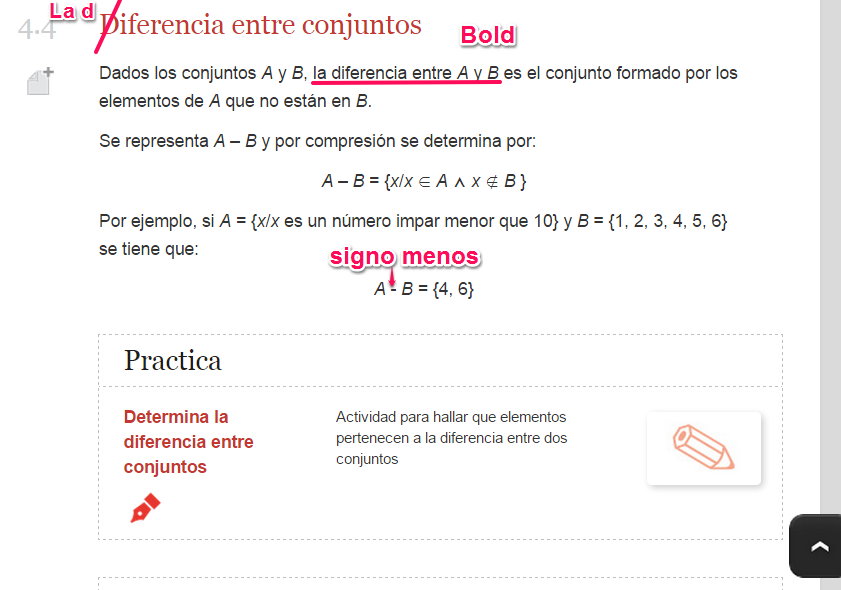 La d
4.4 Diferencia entre conjuntos
Bold
Dados los conjuntos A y B, la diferencia entre A y B es el conjunto formado por los
elementos de A que no están en B.
Se representa A – B y por compresión se determina por:
A – B = {x/x ∈ A ∧ x ∉ B }
Por ejemplo, si A = {x/x es un número impar menor que 10} y B = {1, 2, 3, 4, 5, 6}
se tiene que:
signo menos
A - B = {4, 6}
Practica
Determina la
diferencia entre
conjuntos
Actividad para hallar que elementos
pertenecen a la diferencia entre dos
conjuntos